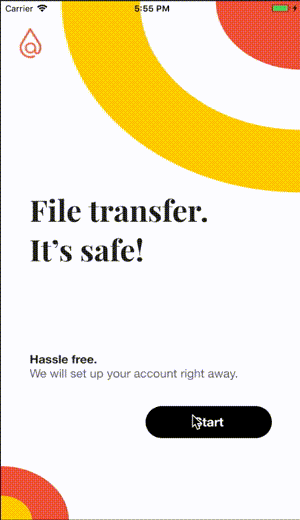 Carrier 5:55 PM
@
File transfer.
It's safe!
Hassle free.
We will set up your account right away.
Start